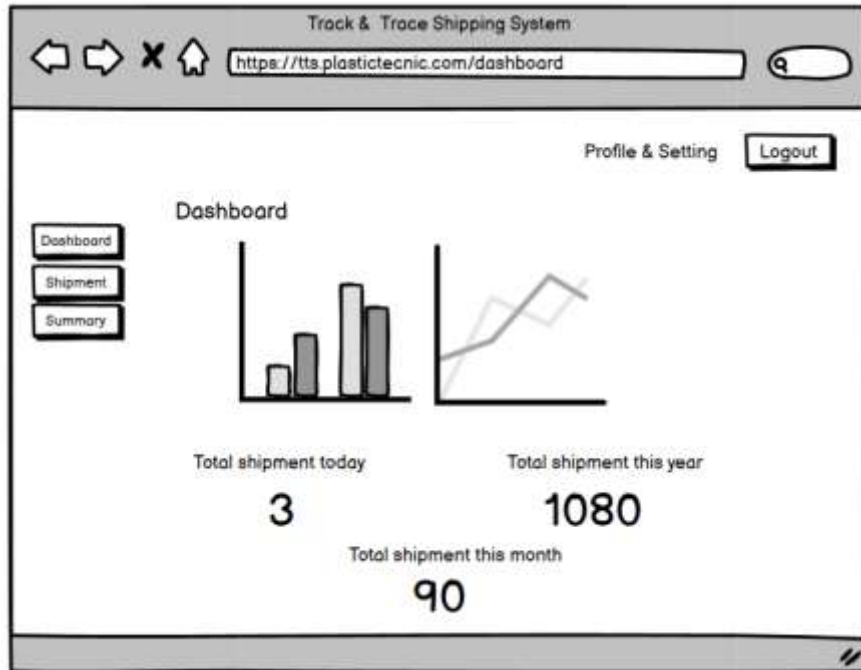 Track & Trace Shipping System
https://tts.plastictecnic.com/dashboard
Profile & Setting
Logout
Dashboard
Dashboard
Shipment
Summary
Total shipment today
Total shipment this year
3
1080
Total shipment this month
90